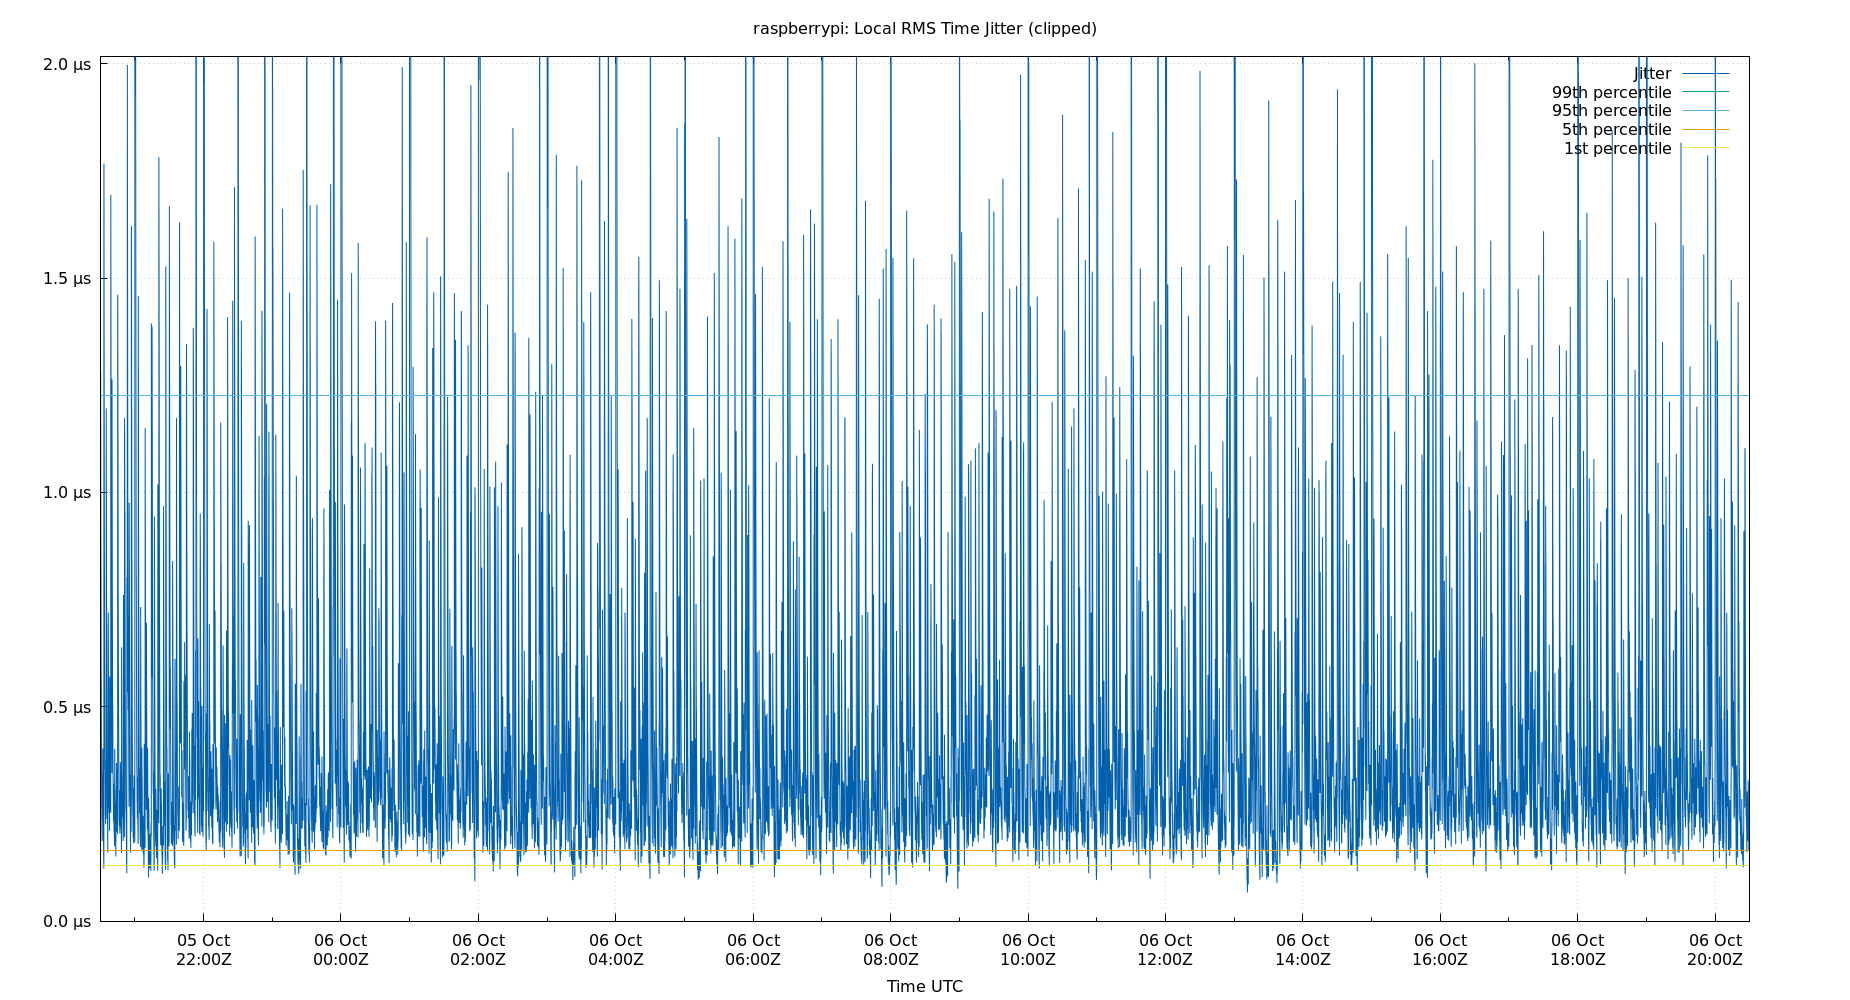 raspberrypi: Local RMS Time Jitter (clipped)
2.0 µs
1.5 µs
1.0 µs
0.5 µs
0.0 µs
Jitter
99th percentile
95th percentile
5th percentile
1st percentile
05 Oct 06 Oct 06 Oct 06 Oct 06 Oct 06 Oct 06 Oct 06 Oct 06 Oct 06 Oct 06 Oct 06 Oct
22:00Z 00:00Z 02:00Z 04:00Z 06:00Z 08:00Z 10:00Z 12:00Z 14:00Z 16:00Z 18:00Z 20:00Z
Time UTC